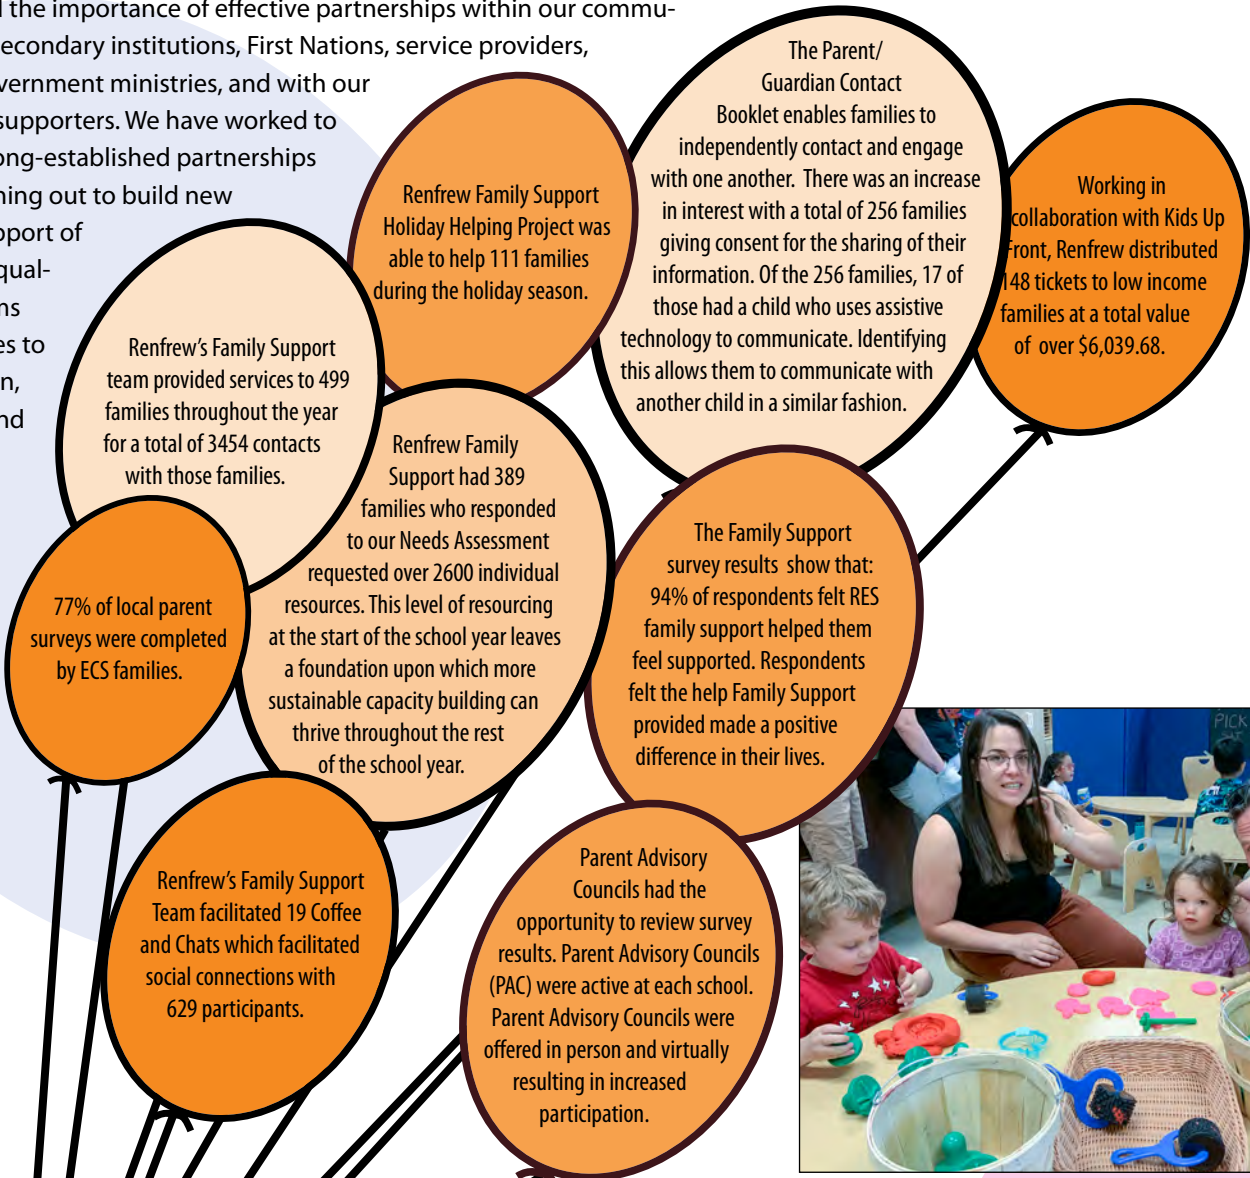 the importance of effective partnerships within our commu-
secondary institutions, First Nations, service providers,
vernment ministries, and with our
supporters. We have worked to
ong-established partnerships
ning out to build new
pport of
qual-
ns
es to
n,
nd
Renfrew Family Support
Holiday Helping Project was
able to help 111 families
during the holiday season.
The Parent/
Guardian Contact
Booklet enables families to
independently contact and engage
with one another. There was an increase
in interest with a total of 256 families
giving consent for the sharing of their
information. Of the 256 families, 17 of
those had a child who uses assistive
technology to communicate. Identifying
this allows them to communicate with
another child in a similar fashion.
Working in
collaboration with Kids Up
Front, Renfrew distributed
148 tickets to low income
families at a total value
of over $6,039.68.
Renfrew's Family Support
team provided services to 499
families throughout the year
for a total of 3454 contacts
with those families.
Renfrew Family
Support had 389
families who responded
to our Needs Assessment
requested over 2600 individual
resources. This level of resourcing
at the start of the school year leaves
a foundation upon which more
sustainable capacity building can
thrive throughout the rest
of the school year.
The Family Support
survey results show that:
94% of respondents felt RES
family support helped them
feel supported. Respondents
felt the help Family Support
provided made a positive
difference in their lives.
77% of local parent
surveys were completed
by ECS families.
Renfrew's Family Support
Team facilitated 19 Coffee
and Chats which facilitated
social connections with
629 participants.
Parent Advisory
Councils had the
opportunity to review survey
results. Parent Advisory Councils
(PAC) were active at each school.
Parent Advisory Councils were
offered in person and virtually
resulting in increased
participation.
PICK